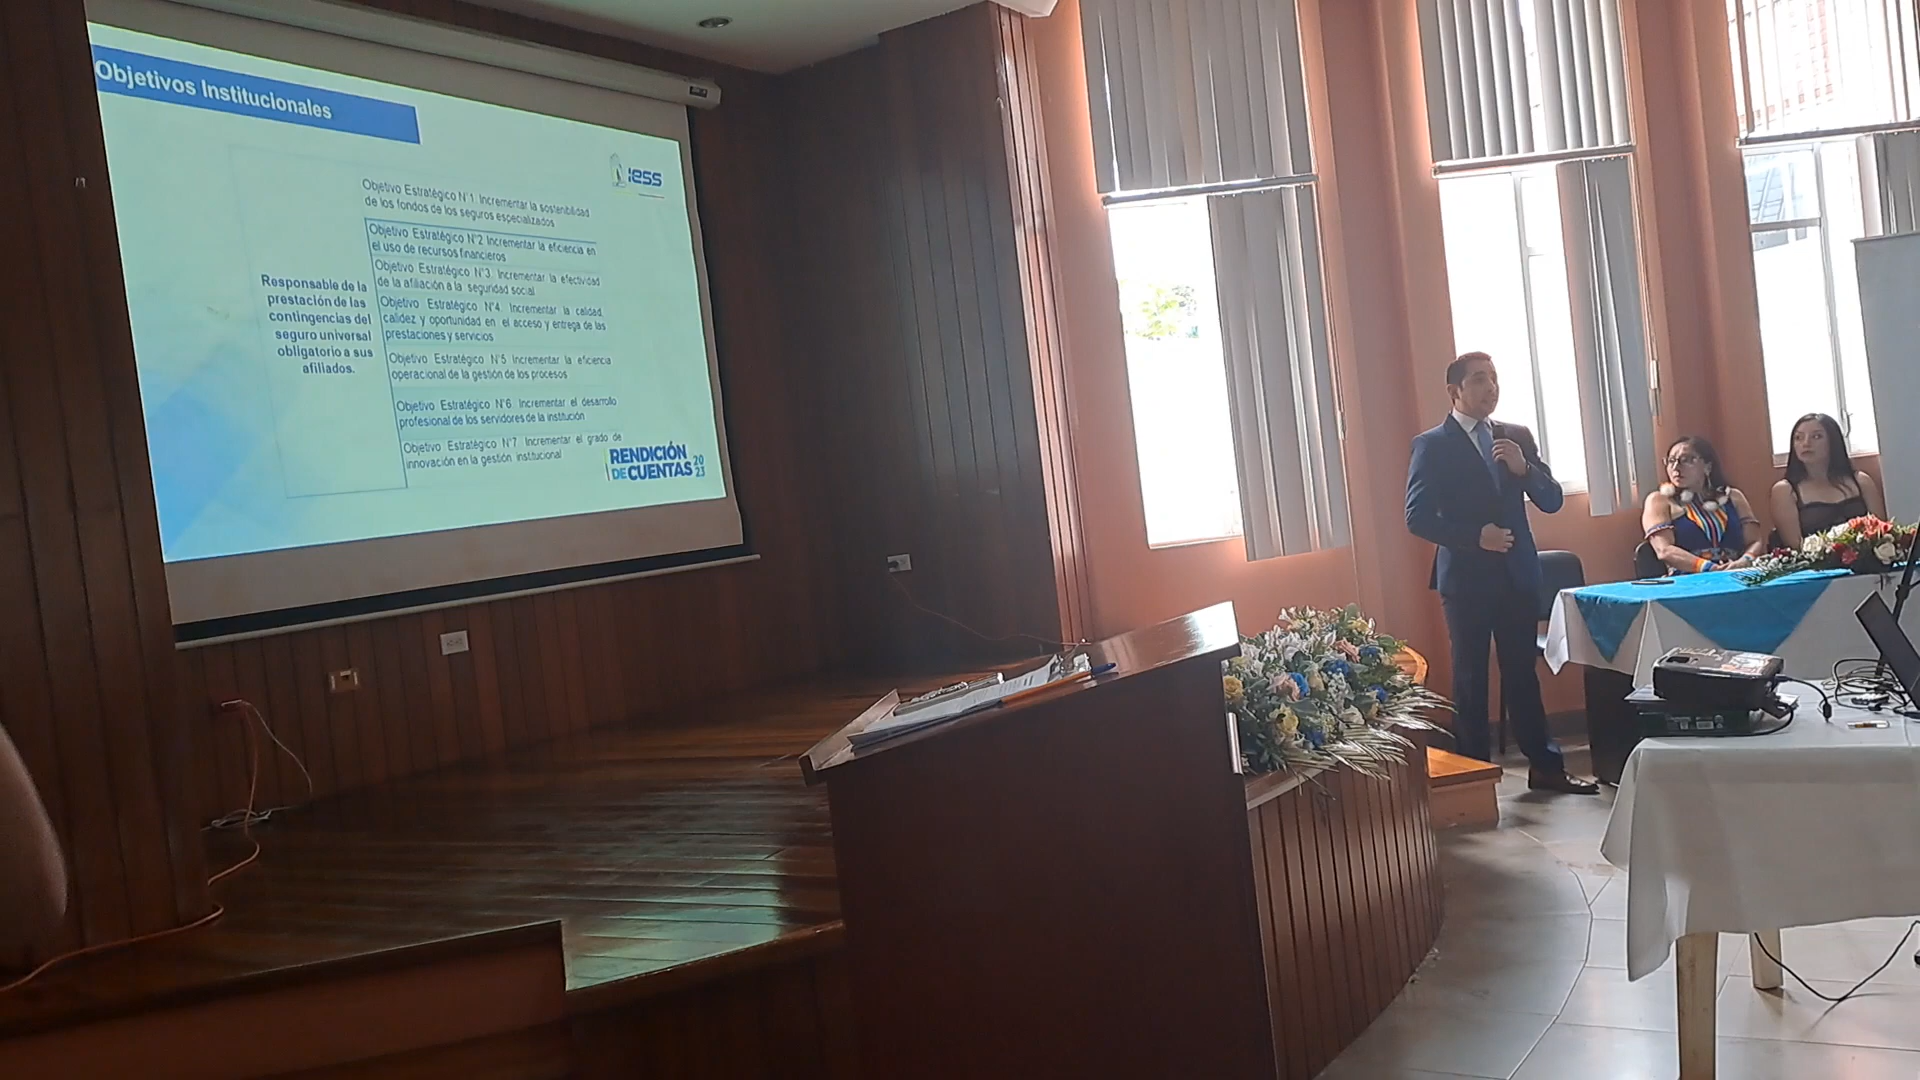 Objetivos Institucionales
iess
Responsable de la
prestación de las
contingencias del
seguro universal
obligatorio a sus
afiliados.
Objetivo Estratégico N°1. Incrementar la sostenibilidad
de los fondos de los seguros especializados
Objetivo Estratégico N°2 Incrementar la eficiencia en
el uso de recursos financieros
Objetivo Estratégico N°3. Incrementar la efectividad
de la afiliación a la seguridad social
Objetivo Estratégico N°4. Incrementar la calidad,
calidez y oportunidad en el acceso y entrega de las
prestaciones y servicios
Objetivo Estratégico N°5 Incrementar la eficiencia
operacional de la gestión de los procesos
Objetivo Estratégico N°6. Incrementar el desarrollo
profesional de los servidores de la institución
Objetivo Estratégico N°7. Incrementar el grado de
innovación en la gestión institucional
RENDICIÓN
DE CUENTAS 2023